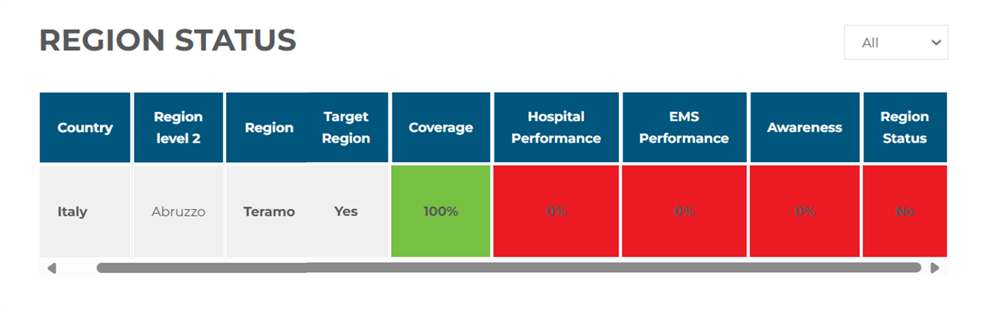 REGION STATUS
All
Country
Region
level 2
Region
Target
Region
Coverage
Hospital
Performance
EMS
Performance
Awareness
Region
Status
Italy
Abruzzo
Teramo
Yes
100%
0%
0%
0%
No